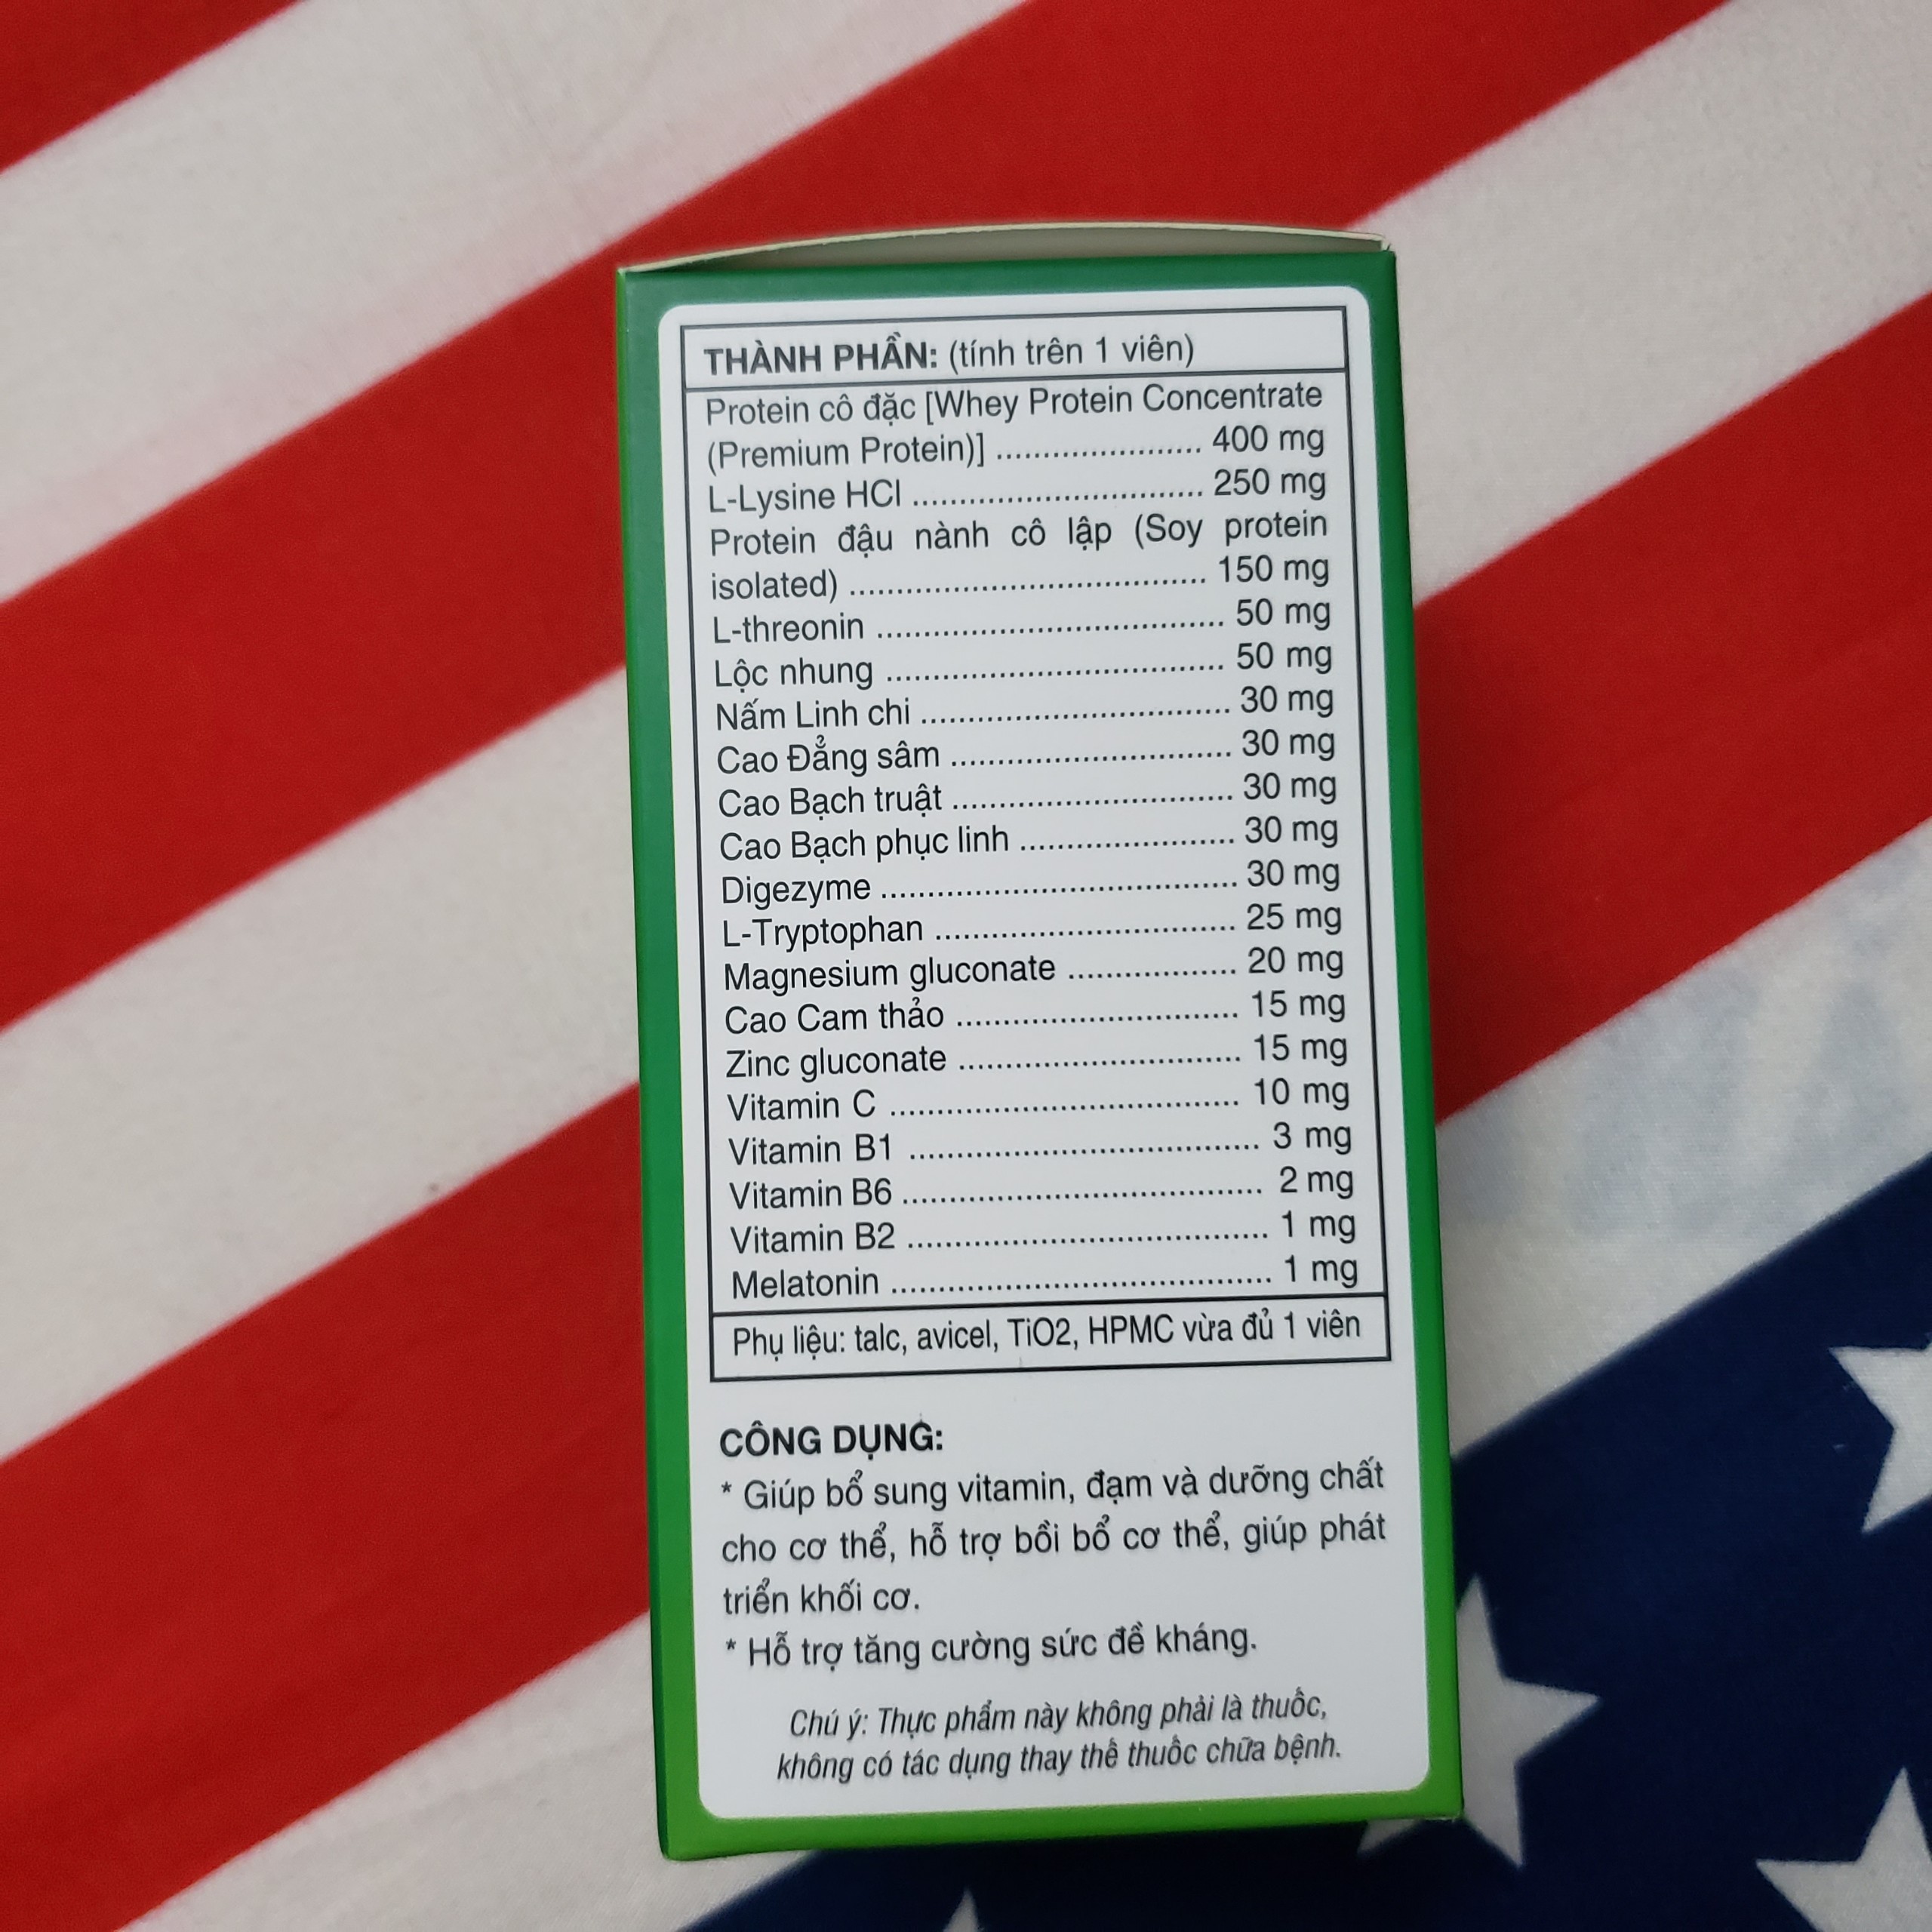 THÀNH PHẦN: (tính trên 1 viên)
Protein cô đặc [Whey Protein Concentrate
(Premium Protein)] ...................... 400 mg
L-Lysine HCl ............................... 250 mg
Protein đậu nành cô lập (Soy protein
isolated) ...................................... 150 mg
L-threonin ..................................... 50 mg
Lộc nhung .................................... 50 mg
Nấm Linh chi ................................. 30 mg
Cao Đẳng sâm .............................. 30 mg
Cao Bạch truật .............................. 30 mg
Cao Bạch phục linh ....................... 30 mg
Digezyme ...................................... 30 mg
L-Tryptophan ................................ 25 mg
Magnesium gluconate .................. 20 mg
Cao Cam thảo .............................. 15 mg
Zinc gluconate .............................. 15 mg
Vitamin C ..................................... 10 mg
Vitamin B1 ..................................... 3 mg
Vitamin B6 ...................................... 2 mg
Vitamin B2 ...................................... 1 mg
Melatonin ........................................ 1 mg
Phụ liệu: talc, avicel, TiO2, HPMC vừa đủ 1 viên
CÔNG DỤNG:
* Giúp bổ sung vitamin, đạm và dưỡng chất
cho cơ thể, hỗ trợ bồi bổ cơ thể, giúp phát
triển khối cơ.
* Hỗ trợ tăng cường sức đề kháng.
Chú ý: Thực phẩm này không phải là thuốc,
không có tác dụng thay thế thuốc chữa bệnh.